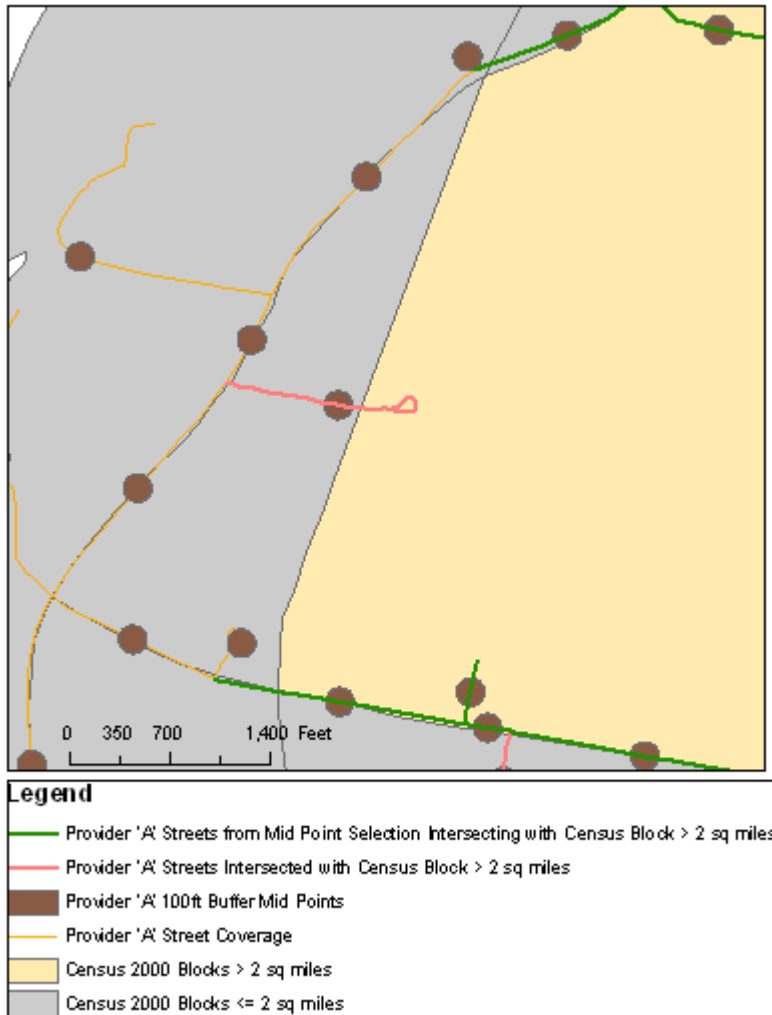 0 350 700 1,400 Feet
Legend
Provider 'A' Streets from Mid Point Selection Intersecting with Census Block > 2 sq miles
Provider 'A' Streets Intersected with Census Block > 2 sq miles
Provider 'A' 100ft Buffer Mid Points
Provider 'A' Street Coverage
Census 2000 Blocks > 2 sq miles
Census 2000 Blocks <= 2 sq miles